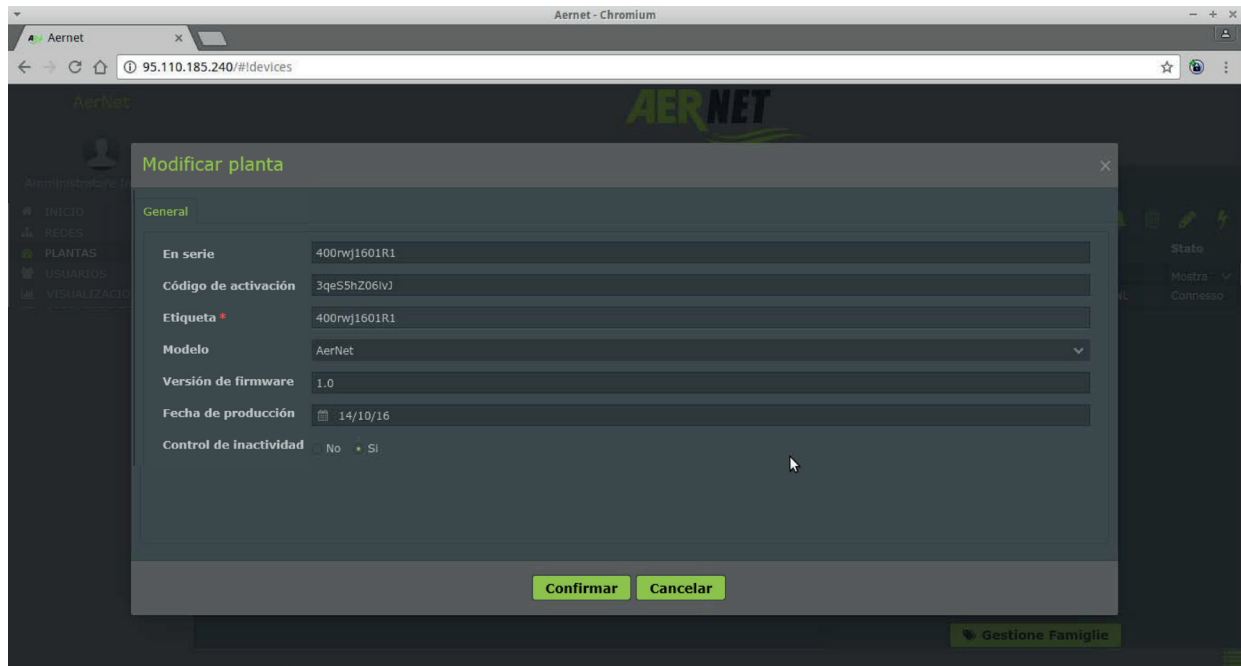 Aernet - Chromium
Aernet
95.110.185.240/#!devices
AerNet
AERNET
Modificar planta
Amministratore
General
INICIO
REDES
PLANTAS
USUARIOS
Stato
Mostra
Connesso
En serie 400rwj1601R1
Código de activación
Etiqueta * 400rwj1601R1
Modelo AerNet
Versión de firmware 1.0
Fecha de producción 14/10/16
Control de inactividad No Si
Confirmar Cancelar
Gestione Famiglie